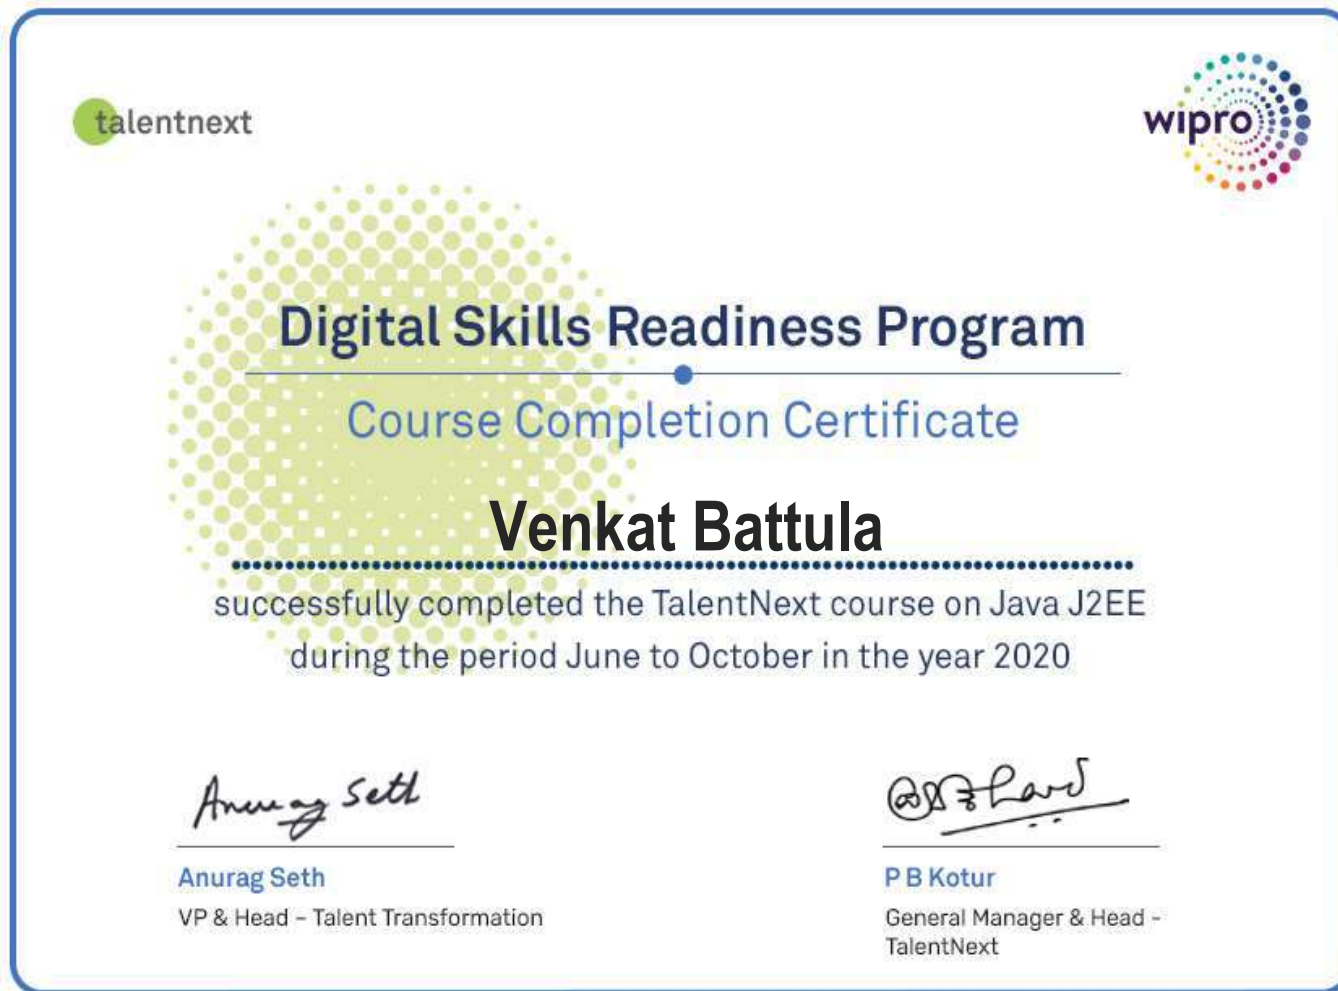 talentnext
wipro
Digital Skills Readiness Program
Course Completion Certificate
Venkat Battula
successfully completed the TalentNext course on Java J2EE
during the period June to October in the year 2020
Anurag Seth
Anurag Seth
VP & Head – Talent Transformation
P B Kotur
General Manager & Head -
TalentNext